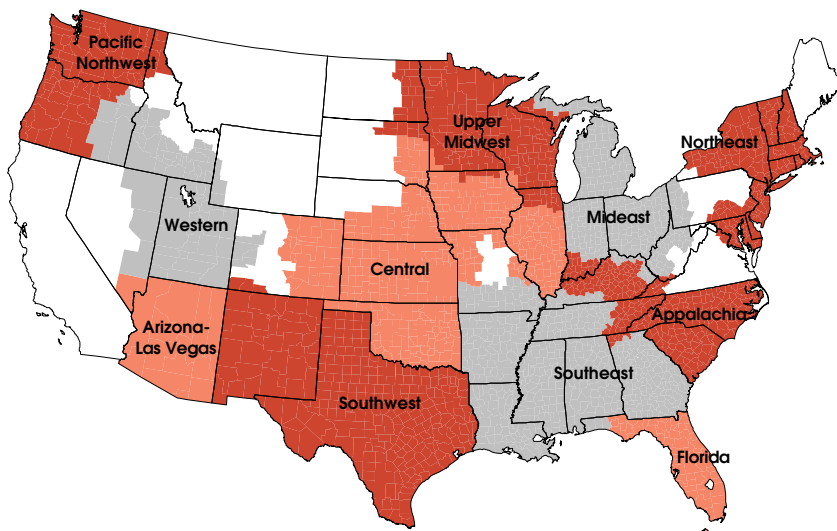 Pacific
Northwest
Upper
Midwest
Northeast
Western
Mideast
Central
Appalachia
Arizona-
Las Vegas
Southeast
Southwest
Florida